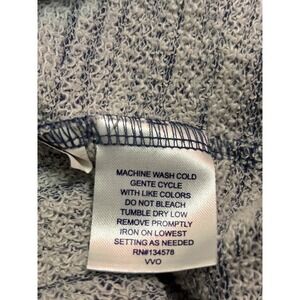 MACHINE WASH COLD
GENTE CYCLE
WITH LIKE COLORS
DO NOT BLEACH
TUMBLE DRY LOW
REMOVE PROMPTLY
IRON ON LOWEST
SETTING AS NEEDED
RN#134578
VVO